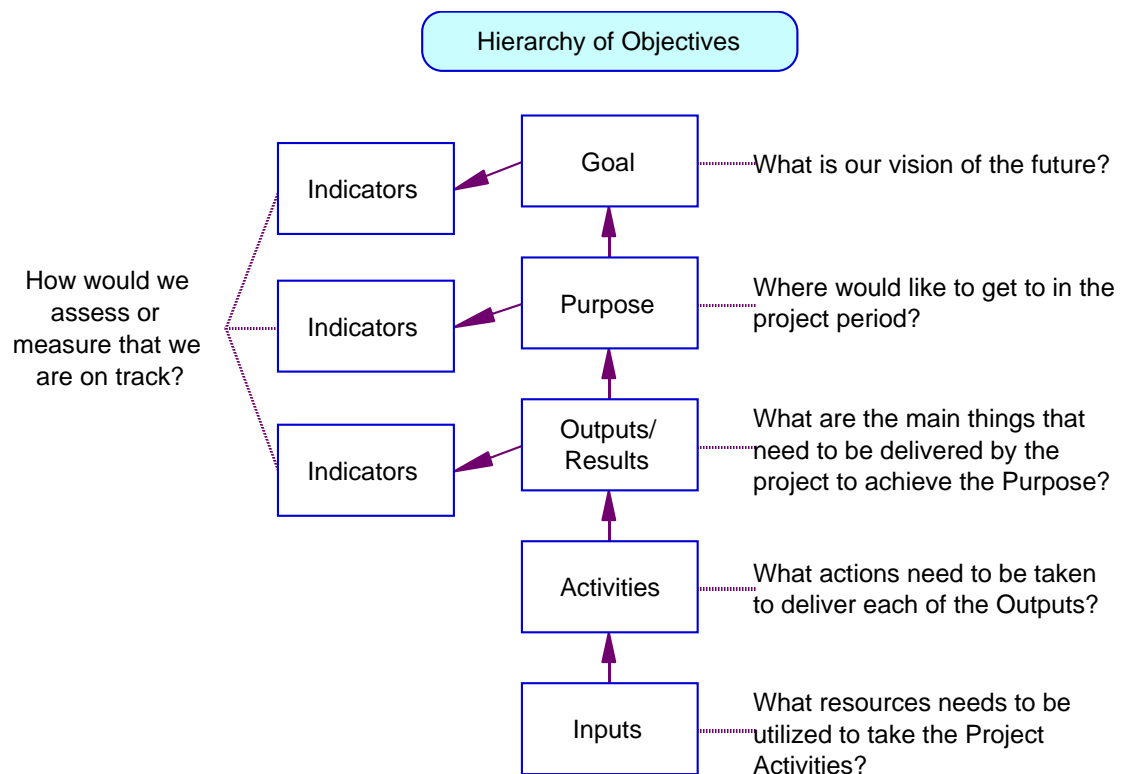 Hierarchy of Objectives
Goal
Indicators
What is our vision of the future?
How would we
assess or
measure that we
are on track?
Indicators
Purpose
Where would like to get to in the
project period?
Indicators
Outputs/
Results
What are the main things that
need to be delivered by the
project to achieve the Purpose?
Activities
What actions need to be taken
to deliver each of the Outputs?
Inputs
What resources needs to be
utilized to take the Project
Activities?